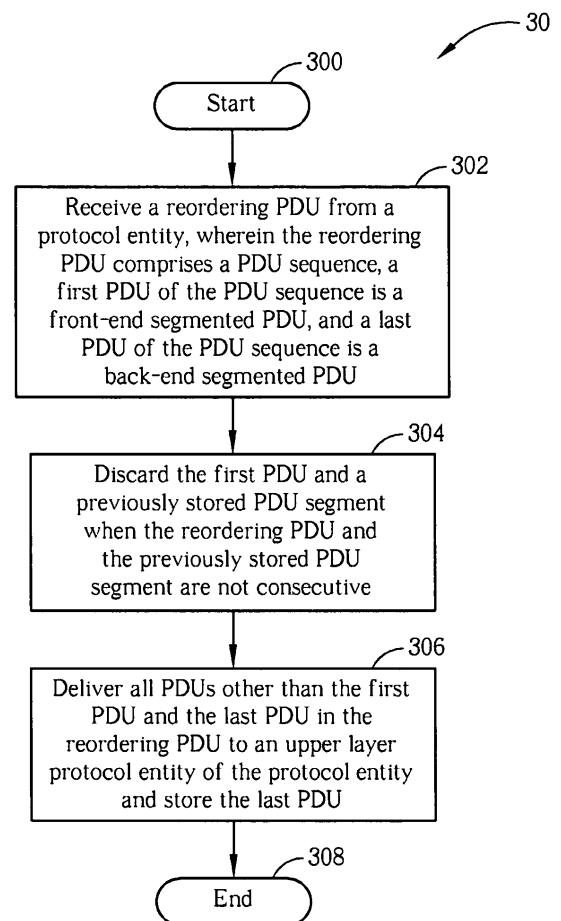 30
300
Start
302
Receive a reordering PDU from a
protocol entity, wherein the reordering
PDU comprises a PDU sequence, a
first PDU of the PDU sequence is a
front-end segmented PDU, and a last
PDU of the PDU sequence is a
back-end segmented PDU
304
Discard the first PDU and a
previously stored PDU segment
when the reordering PDU and
the previously stored PDU
segment are not consecutive
306
Deliver all PDUs other than the first
PDU and the last PDU in the
reordering PDU to an upper layer
protocol entity of the protocol entity
and store the last PDU
308
End